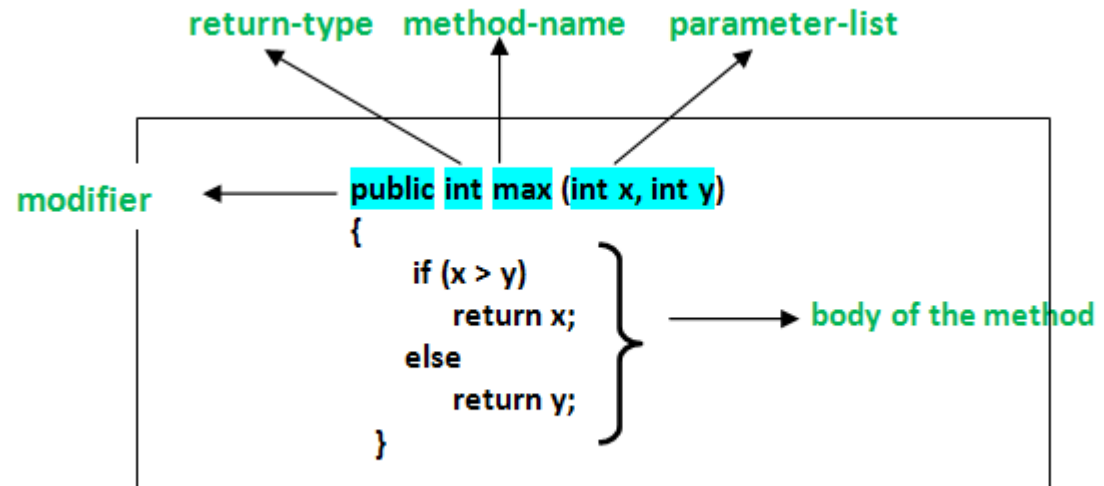 return-type method-name parameter-list
modifier
public int max (int x, int y)
{
if (x > y)
return x;
else
return y;
}
body of the method